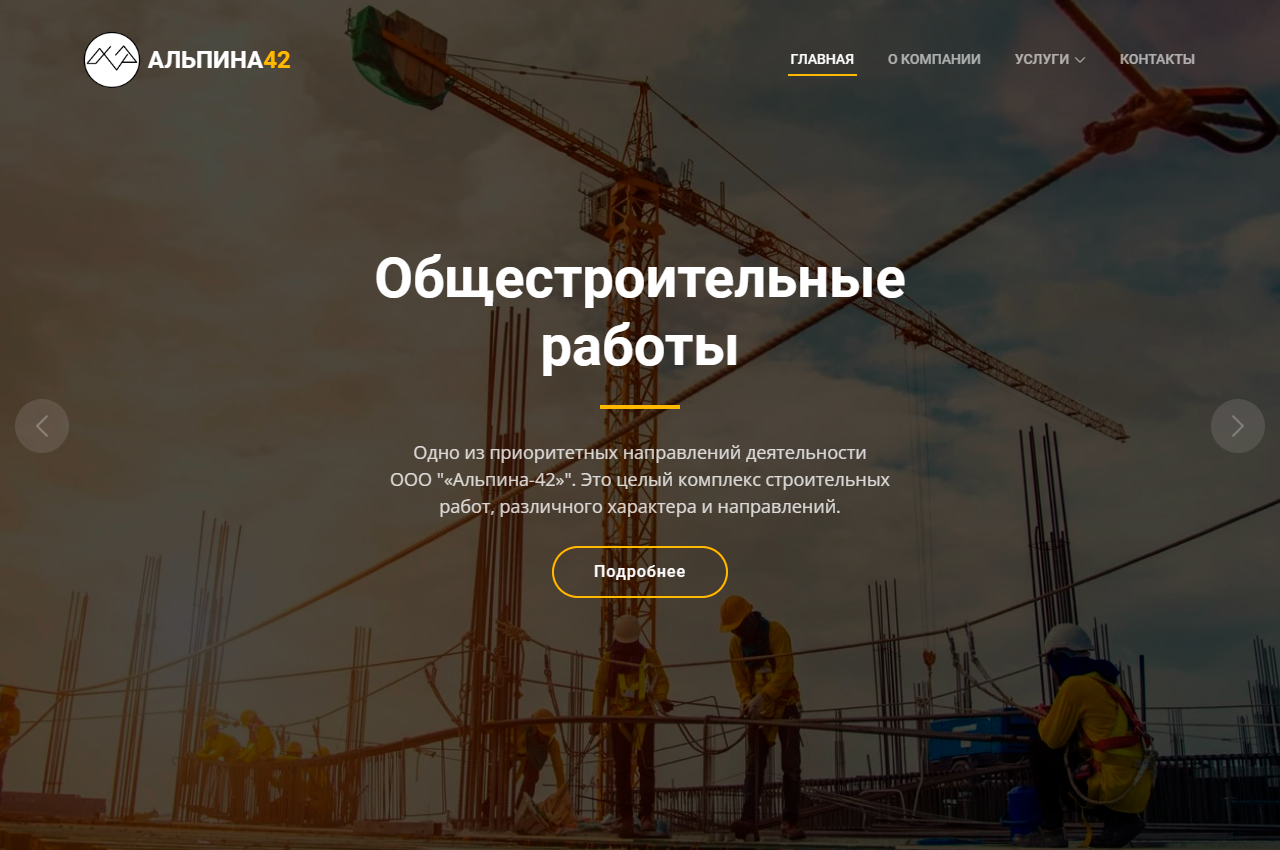 АЛЬПИНА42
ГЛАВНАЯ О КОМПАНИИ УСЛУГИ КОНТАКТЫ
Общестроительные
работы
Одно из приоритетных направлений деятельности
ООО "«Альпина-42»". Это целый комплекс строительных
работ, различного характера и направлений.
Подробнее